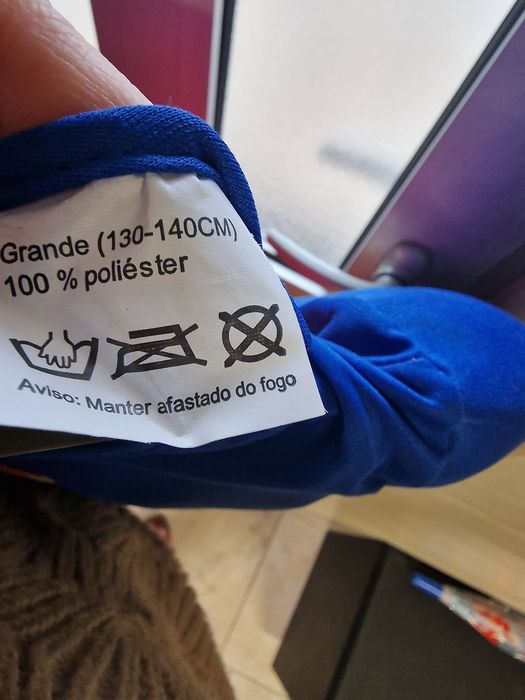 Grande (130-140CM)
100 % poliéster
Aviso: Manter afastado do fogo